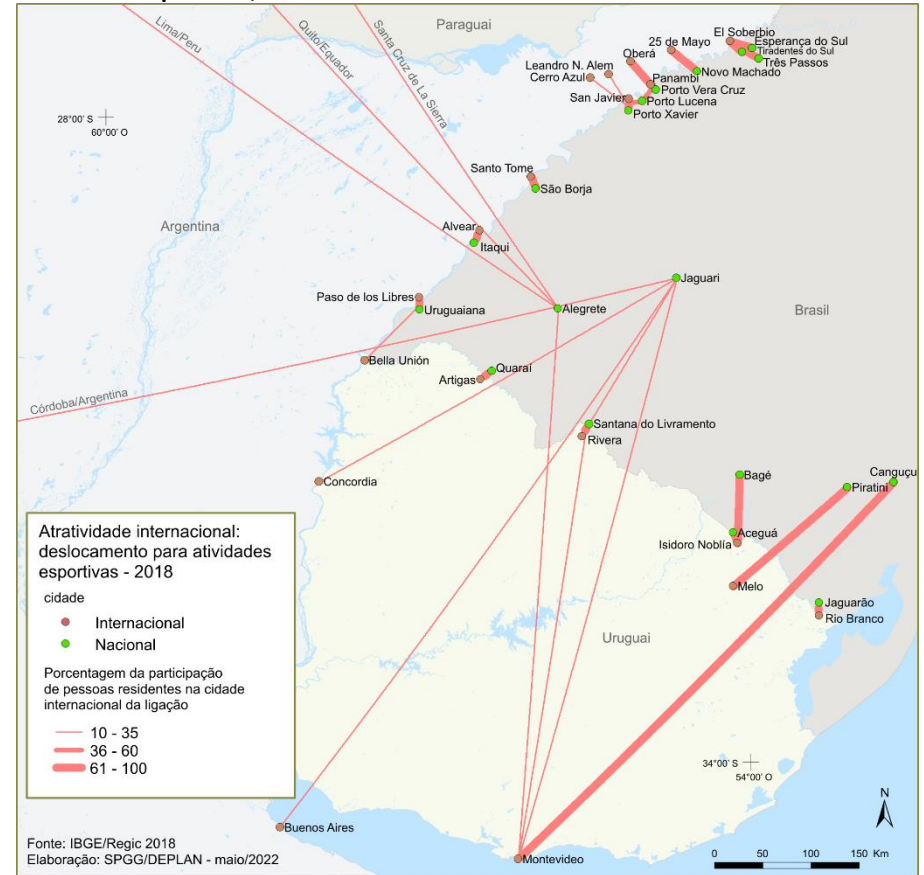 Paraguai
Lima/Peru
Quito/Equador
Santa Cruz de La Sierra
El Soberbio
Esperança do Sul
Tiradentes do Sul
Três Passos
25 de Mayo
Novo Machado
Oberá
Leandro N. Alem
Cerro Azul
Panambi
Porto Vera Cruz
San Javier
Porto Lucena
Porto Xavier
28°00' S
60°00' O
Santo Tome
São Borja
Argentina
Alvear
Itaqui
Jaguari
Paso de los Libres
Uruguaiana
Alegrete
Brasil
Bella Unión
Quaraí
Artigas
Córdoba/Argentina
Santana do Livramento
Rivera
Concordia
Bagé
Canguçu
Piratini
Aceguá
Isidoro Noblía
Melo
Jaguarão
Rio Branco
Uruguai
Atratividade internacional:
deslocamento para atividades
esportivas - 2018
cidade
Internacional
Nacional
Porcentagem da participação
de pessoas residentes na cidade
internacional da ligação
10 - 35
36 - 60
61 - 100
34°00' S
54°00' O
N
Buenos Aires
Montevideo
Fonte: IBGE/Regic 2018
Elaboração: SPGG/DEPLAN - maio/2022
0 50 100 150 Km